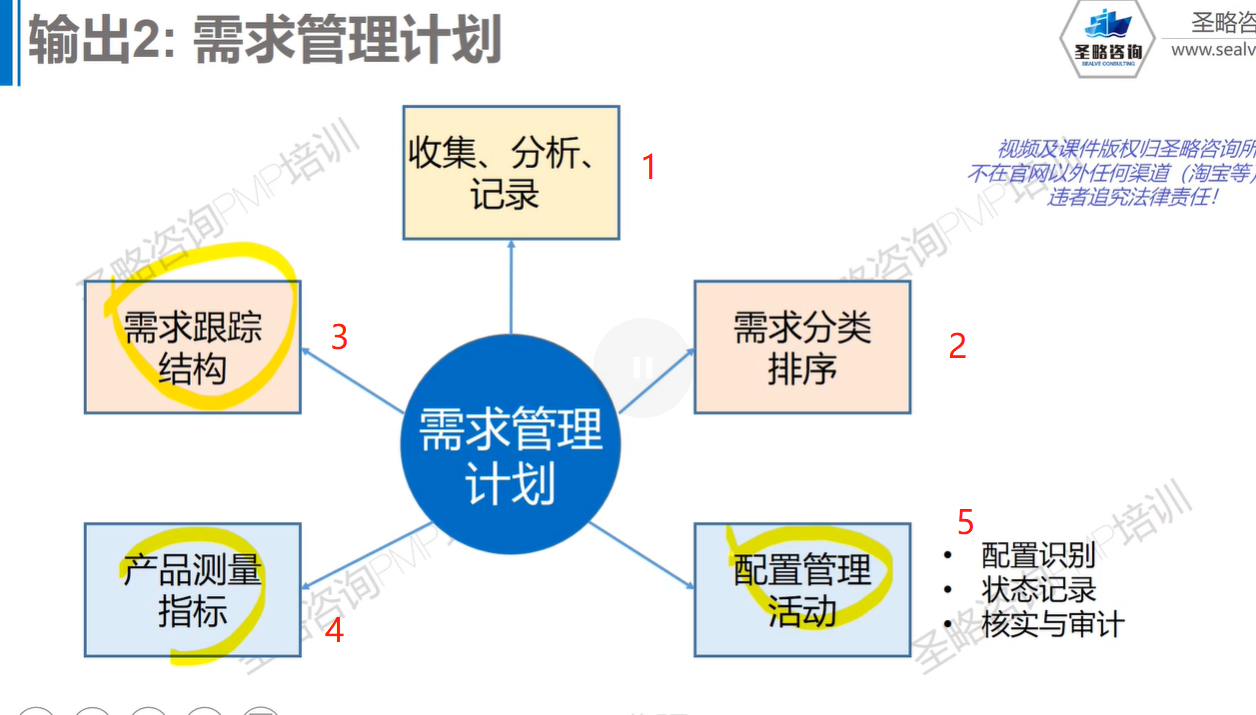 输出2: 需求管理计划
圣略咨
www.sealv
圣略咨询
SEALVE CONSULTING
视频及课件版权归圣略咨询所
不在官网以外任何渠道（淘宝等）
违者追究法律责任！
收集、分析、
记录
1
需求跟踪
结构
3
需求分类
排序
2
需求管理
计划
产品测量
指标
4
配置管理
活动
5
• 配置识别
• 状态记录
• 核实与审计
圣略咨询PMP培训
圣略咨询PMP培训
圣略咨询PMP培训
圣略咨询PMP培训